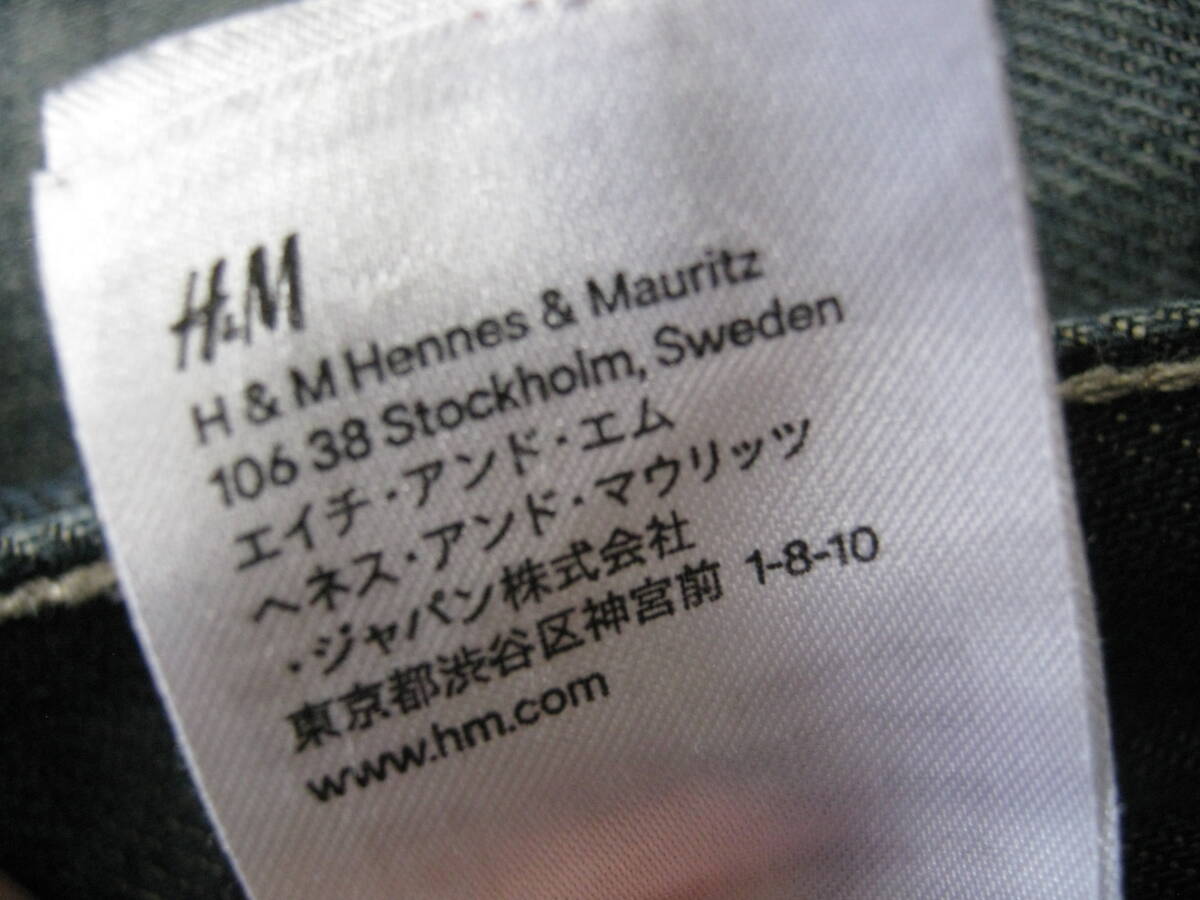 H&M
H & M Hennes & Mauritz
106 38 Stockholm, Sweden
エイチ・アンド・エム
ヘネス・アンド・マウリッツ
・ジャパン株式会社
東京都渋谷区神宮前 1-8-10
www.hm.com